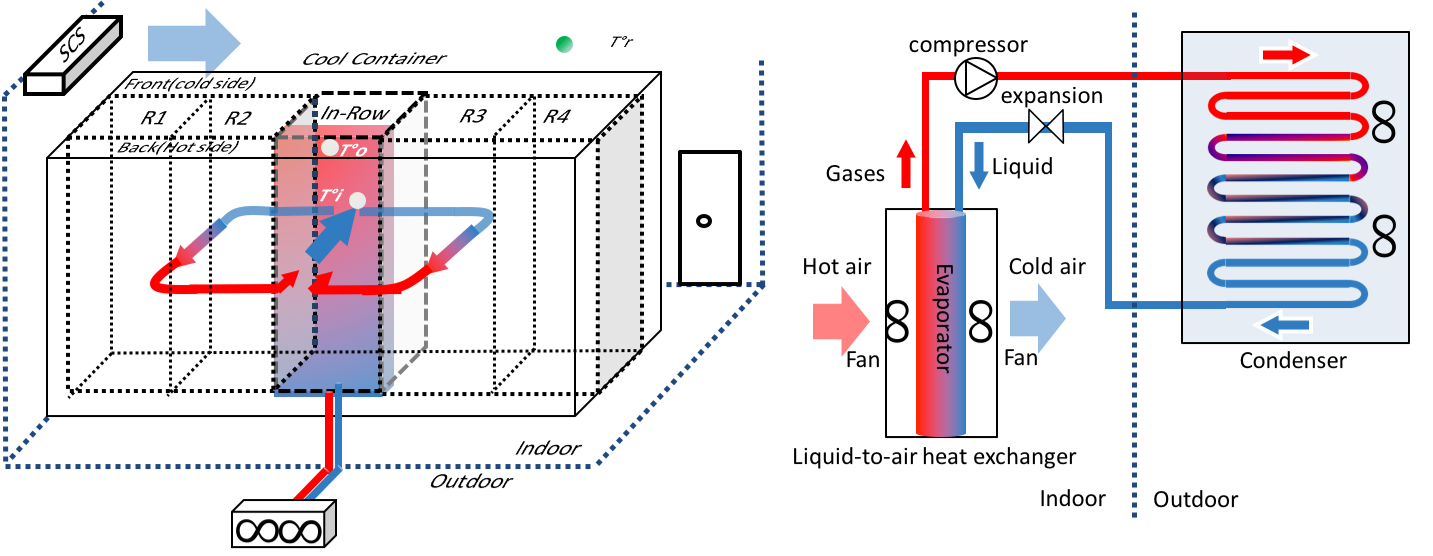 SCS
T°r
Cool Container
Front(cold side)
R1
R2
In-Row
R3
R4
Back(Hot side)
T°o
T°i
Indoor
Outdoor
compressor
expansion
Gases
Liquid
Hot air
Cold air
Evaporator
Fan
Fan
Condenser
Liquid-to-air heat exchanger
Indoor
Outdoor